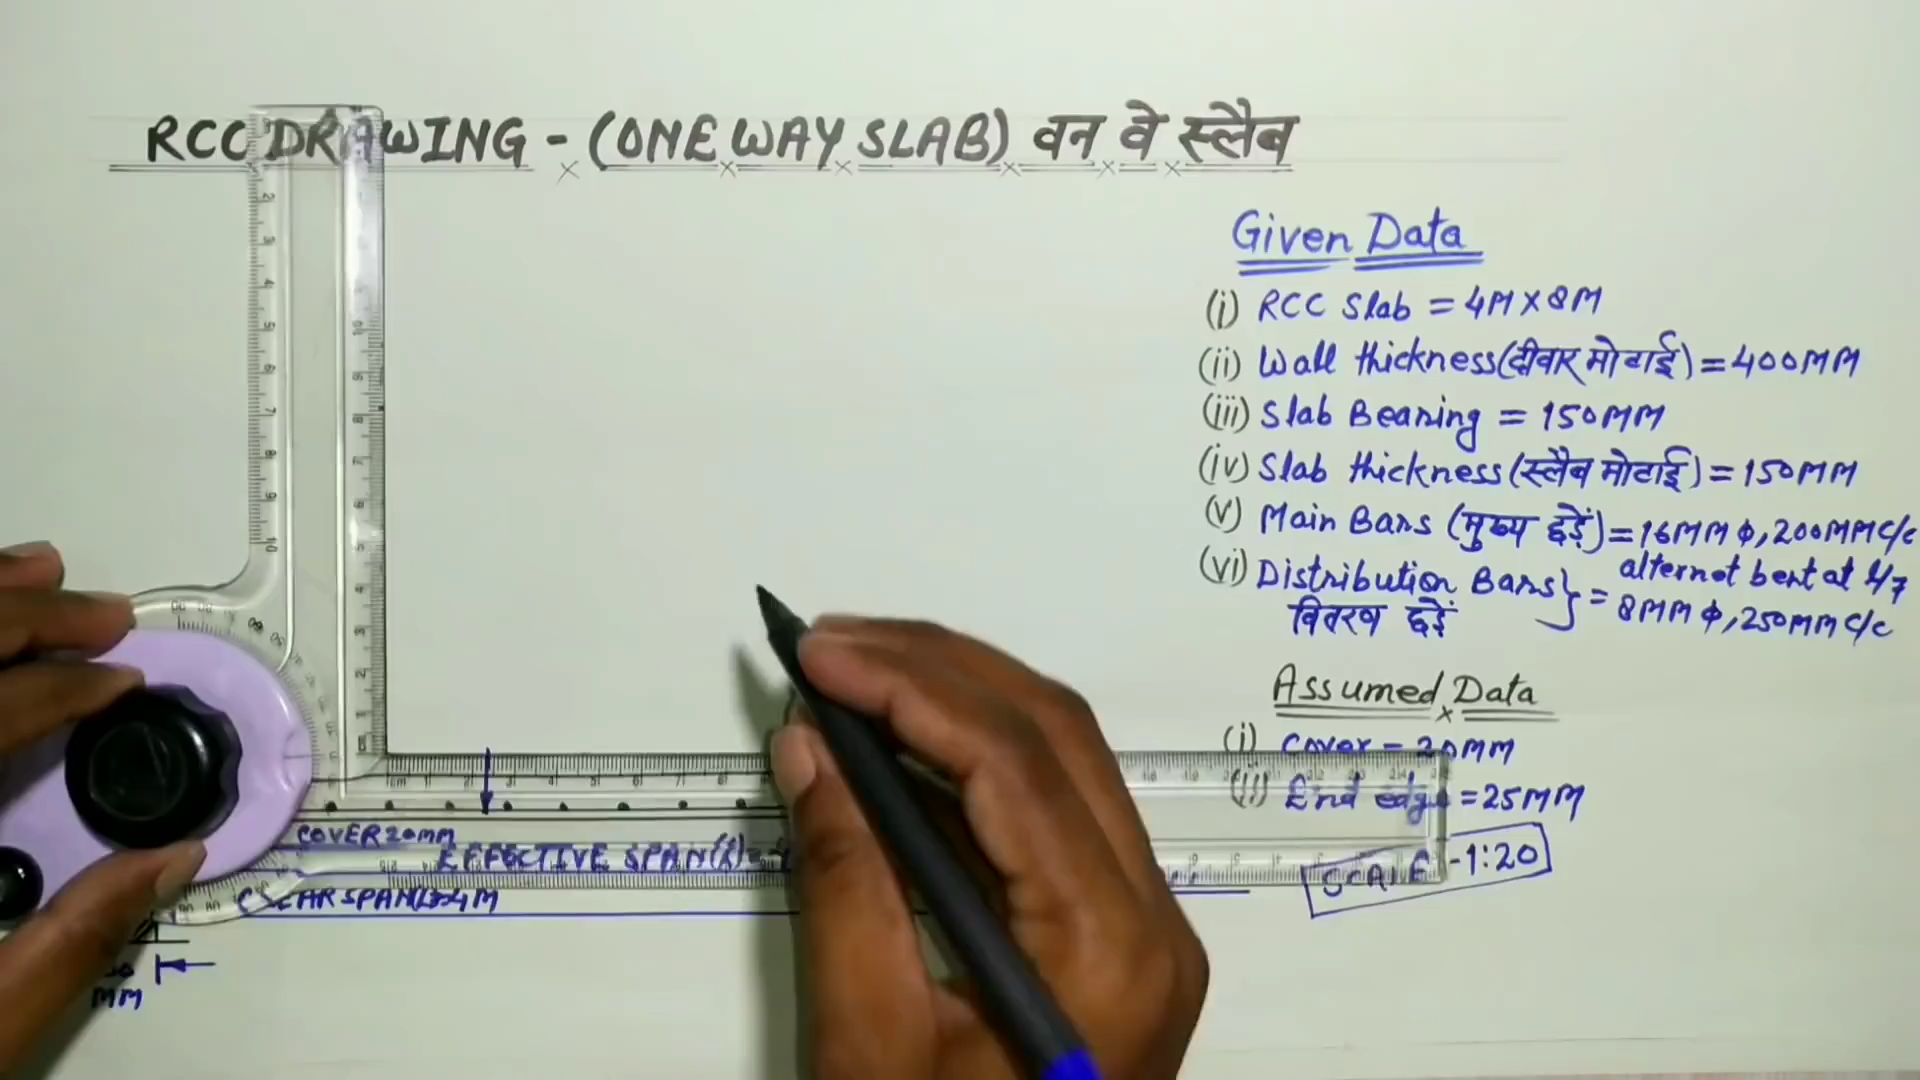 RCC DRAWING - (ONE WAY SLAB) वन वे स्लैब
Given Data
(i) RCC Slab = 4M X 8M
(ii) Wall thickness (दीवार मोटाई) = 400MM
(iii) Slab Bearing = 150MM
(iv) Slab thickness (स्लैब मोटाई) = 150MM
(v) Main Bars (मुख्य छड़ें) = 16MM φ, 200MM C/C
alternet bent at l/7
(vi) Distribution Bars} = 8MM φ, 250MM C/C
वितरण छड़ें
Assumed Data
(i) Cover = 20MM
(ii) End edge = 25MM
SCALE -1:20
COVER 20MM
EFFECTIVE SPAN(l)=
CLEAR SPAN(L)=4M
MM